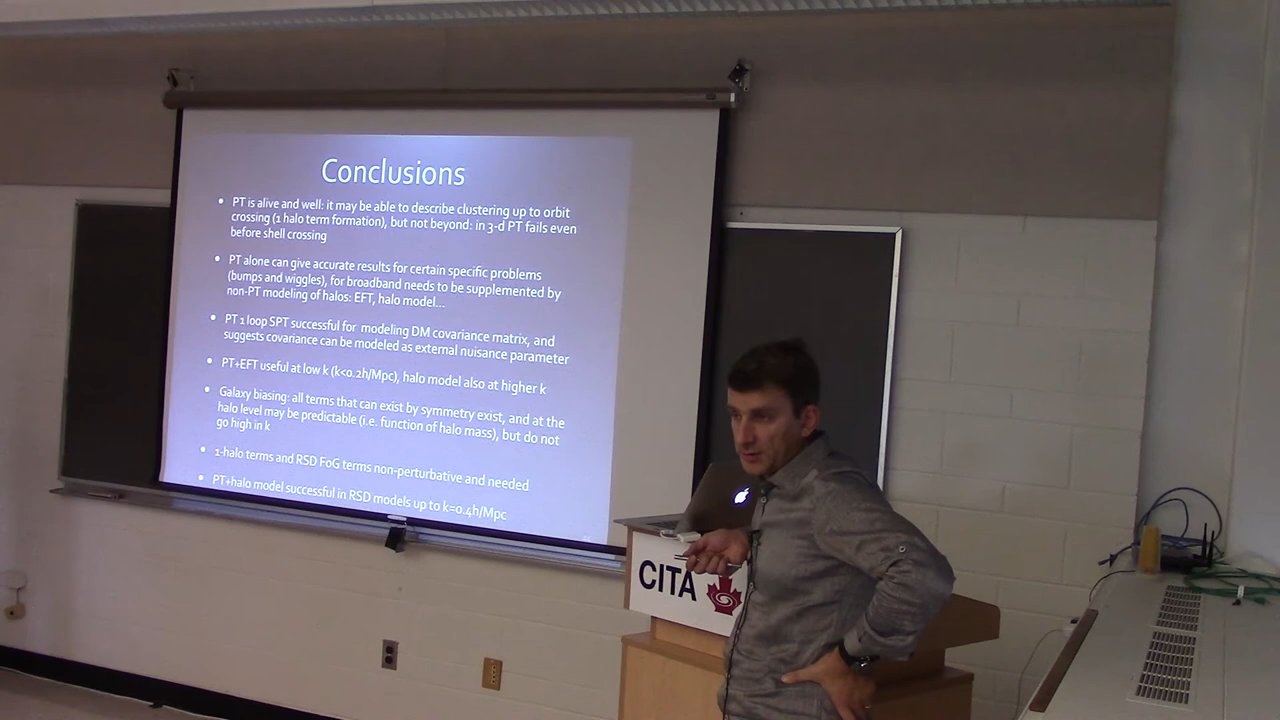 Conclusions
• PT is alive and well: it may be able to describe clustering up to orbit
crossing (1 halo term formation), but not beyond: in 3-d PT fails even
before shell crossing
• PT alone can give accurate results for certain specific problems
(bumps and wiggles), for broadband needs to be supplemented by
non-PT modeling of halos: EFT, halo model...
• PT 1 loop SPT successful for modeling DM covariance matrix, and
suggests covariance can be modeled as external nuisance parameter
• PT+EFT useful at low k (k<0.2h/Mpc), halo model also at higher k
• Galaxy biasing: all terms that can exist by symmetry exist, and at the
halo level may be predictable (i.e. function of halo mass), but do not
go high in k
• 1-halo terms and RSD FoG terms non-perturbative and needed
• PT+halo model successful in RSD models up to k=0.4h/Mpc
CITA